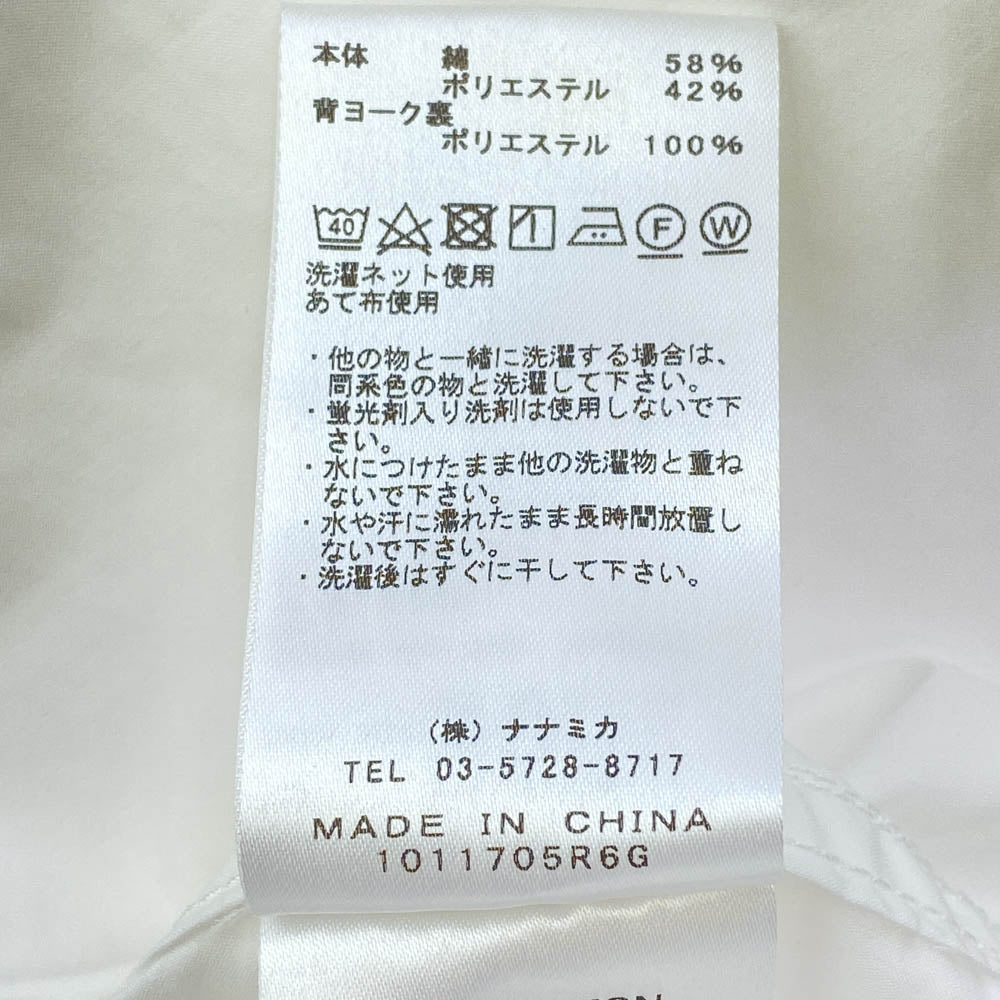 本体 綿 58%
ポリエステル 42%
背ヨーク裏
ポリエステル 100%
40 F W
洗濯ネット使用
あて布使用
・他の物と一緒に洗濯する場合は、
同系色の物と洗濯して下さい。
・蛍光剤入り洗剤は使用しないで下
さい。
・水につけたまま他の洗濯物と重ね
ないで下さい。
・水や汗に濡れたまま長時間放置し
ないで下さい。
・洗濯後はすぐに干して下さい。
(株)ナナミカ
TEL 03-5728-8717
MADE IN CHINA
1011705R6G